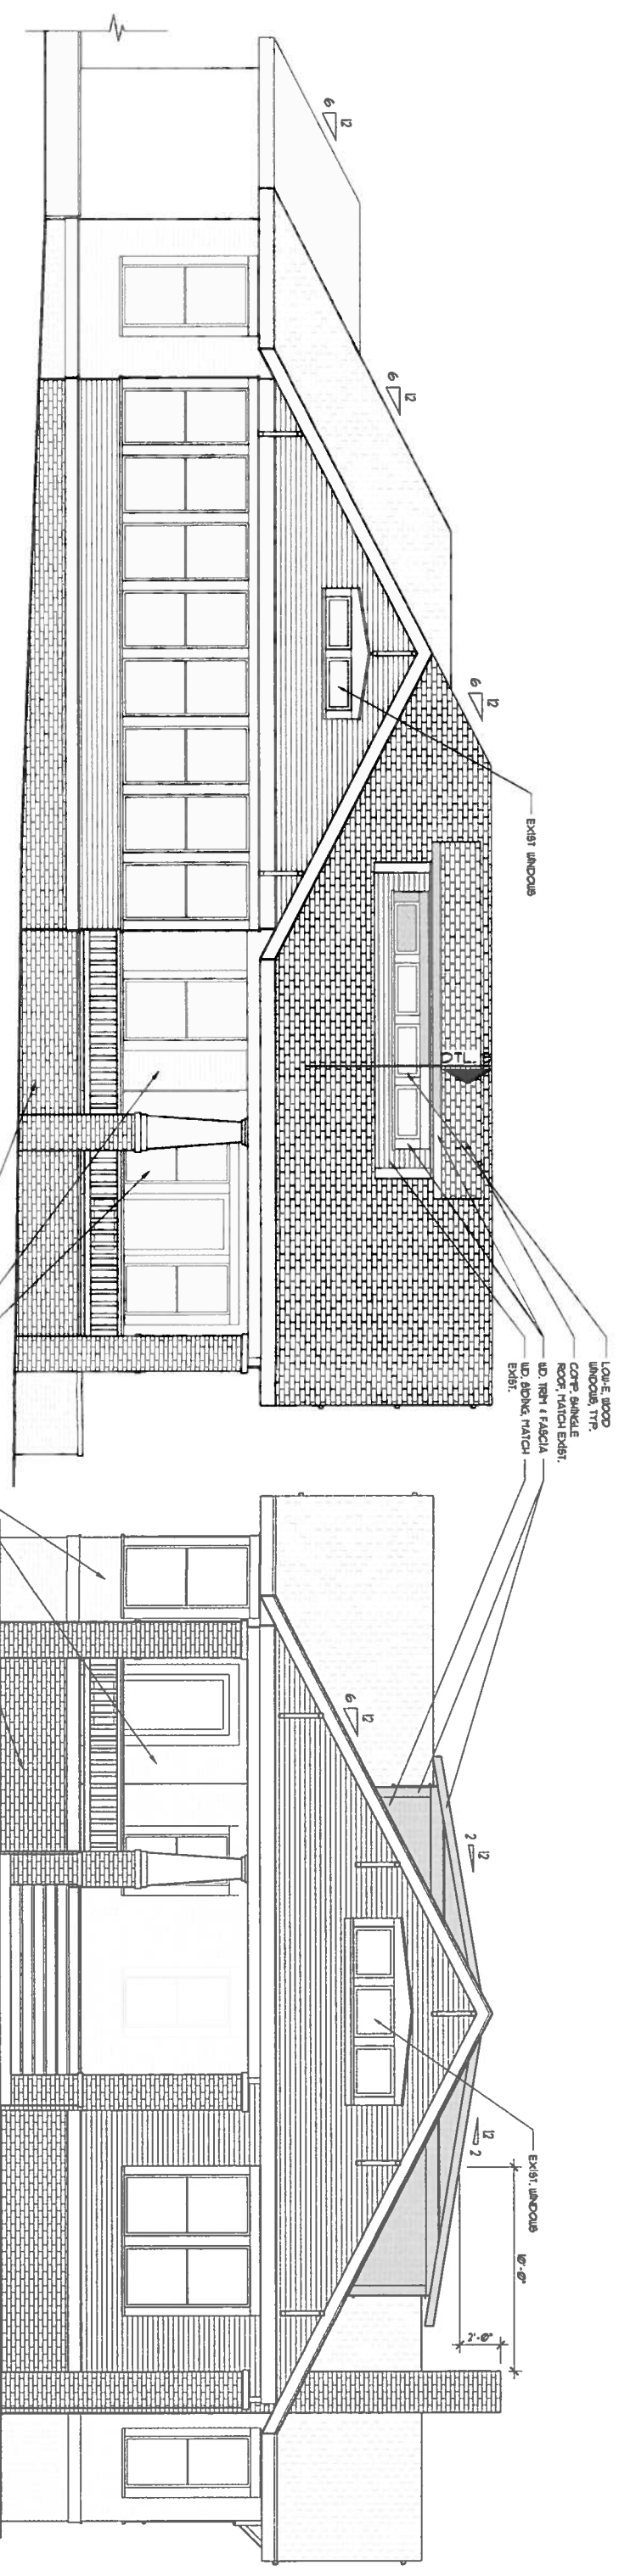 12
6
12
6
12
6
EXIST WINDOWS
DTL.
LOW-E, WOOD
WINDOWS, TYP.
COMP. SHINGLE
ROOF, MATCH EXIST.
WD. TRIM & FASCIA
WD. SIDING, MATCH
EXIST.
12
6
12
2
12
2
EXIST. WINDOWS
10'-0"
2'-0"